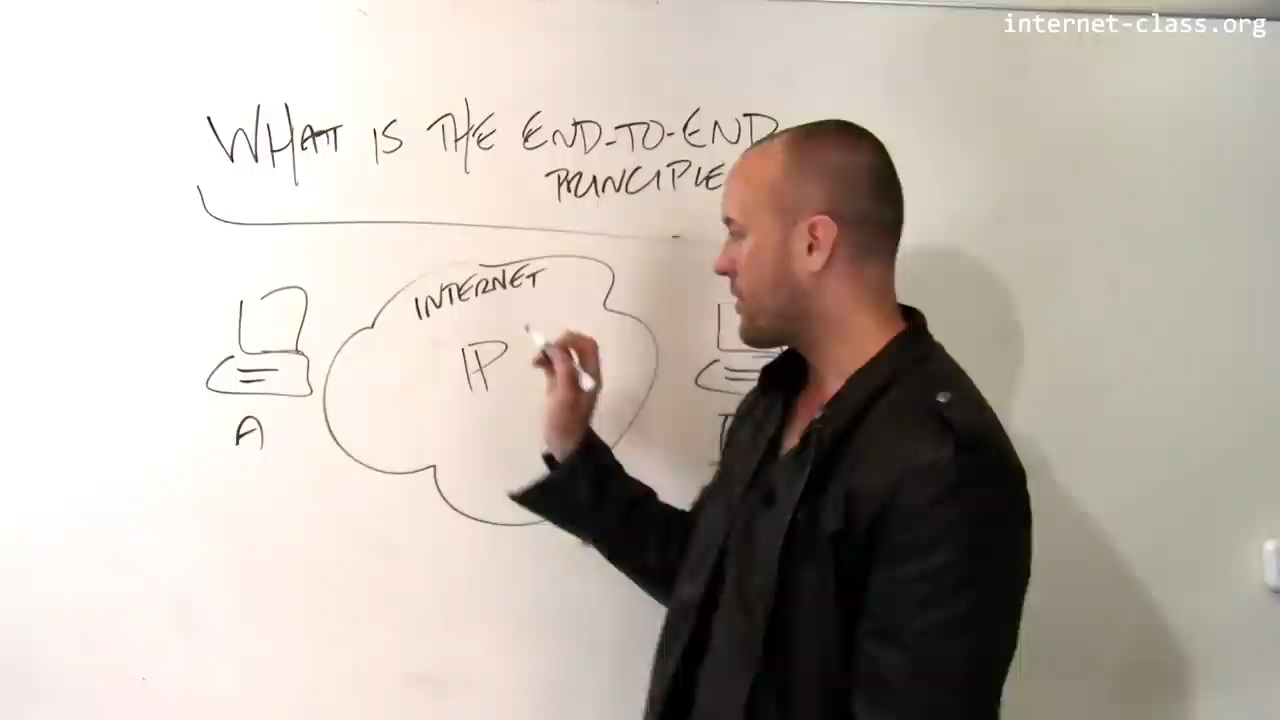 internet-class.org
WHAT IS THE END-TO-END
PRINCIPLE
INTERNET
IP
A